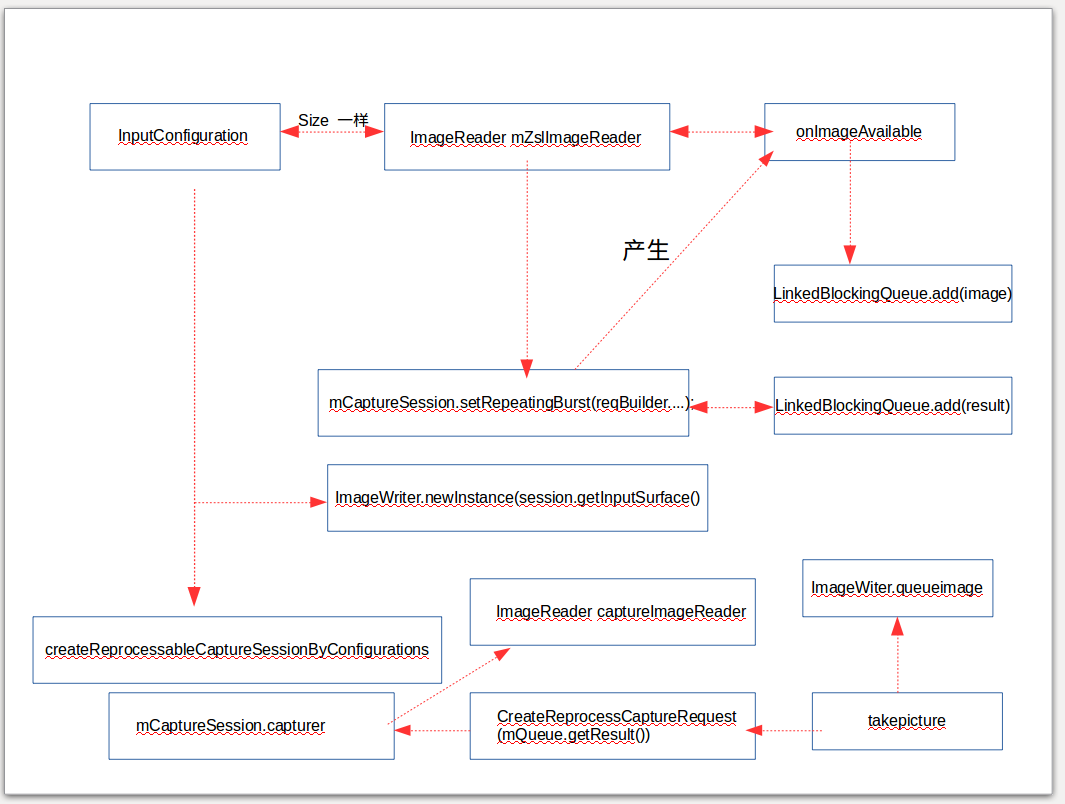 InputConfiguration
Size 一样
ImageReader mZslImageReader
onImageAvailable
产生
LinkedBlockingQueue.add(image)
mCaptureSession.setRepeatingBurst(reqBuilder....);
LinkedBlockingQueue.add(result)
ImageWriter.newInstance(session.getInputSurface()
ImageWiter.queueimage
ImageReader captureImageReader
createReprocessableCaptureSessionByConfigurations
mCaptureSession.capturer
CreateReprocessCaptureRequest
(mQueue.getResult())
takepicture